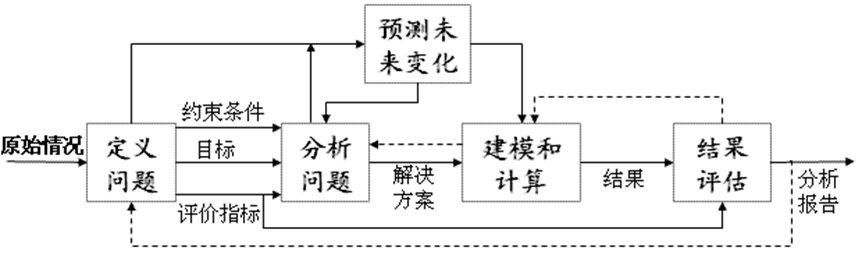 预测未
来变化
约束条件
原始情况
定义
问题
目标
评价指标
分析
问题
解决
方案
建模和
计算
结果
结果
评估
分析
报告